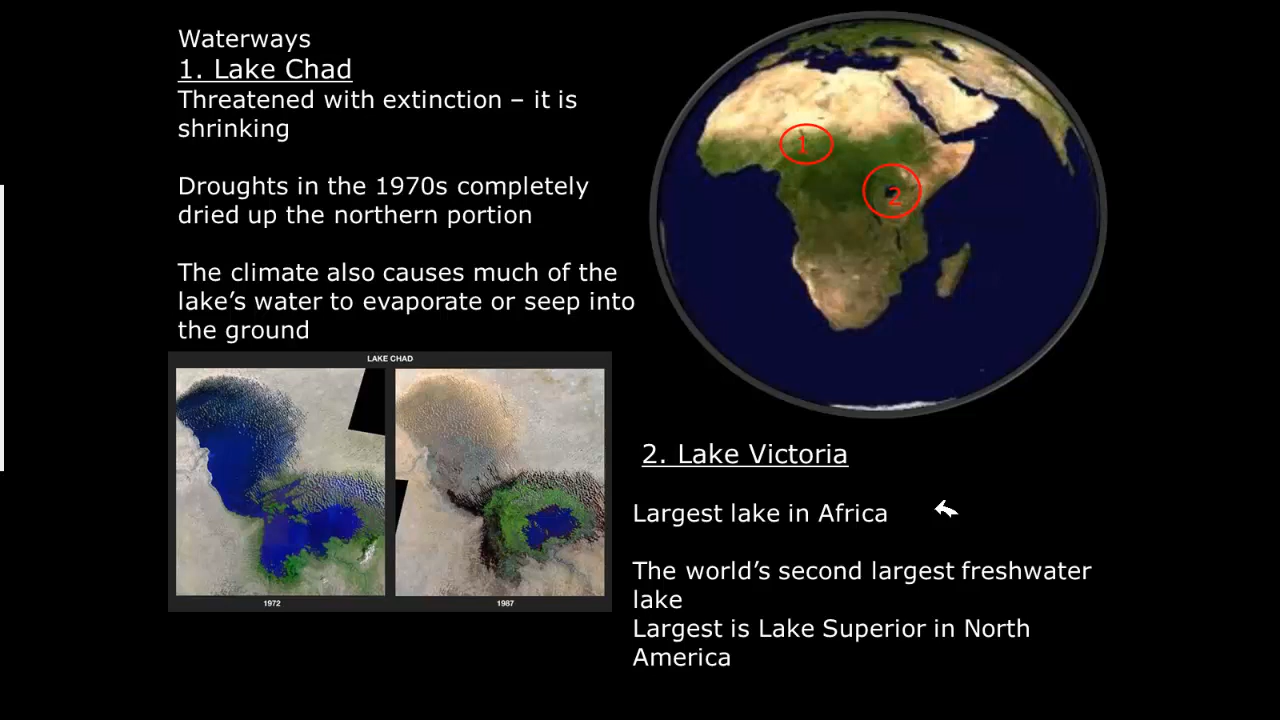 Waterways
1. Lake Chad
Threatened with extinction – it is
shrinking
Droughts in the 1970s completely
dried up the northern portion
The climate also causes much of the
lake’s water to evaporate or seep into
the ground
LAKE CHAD
1972
1987
1
2
2. Lake Victoria
Largest lake in Africa
The world’s second largest freshwater
lake
Largest is Lake Superior in North
America